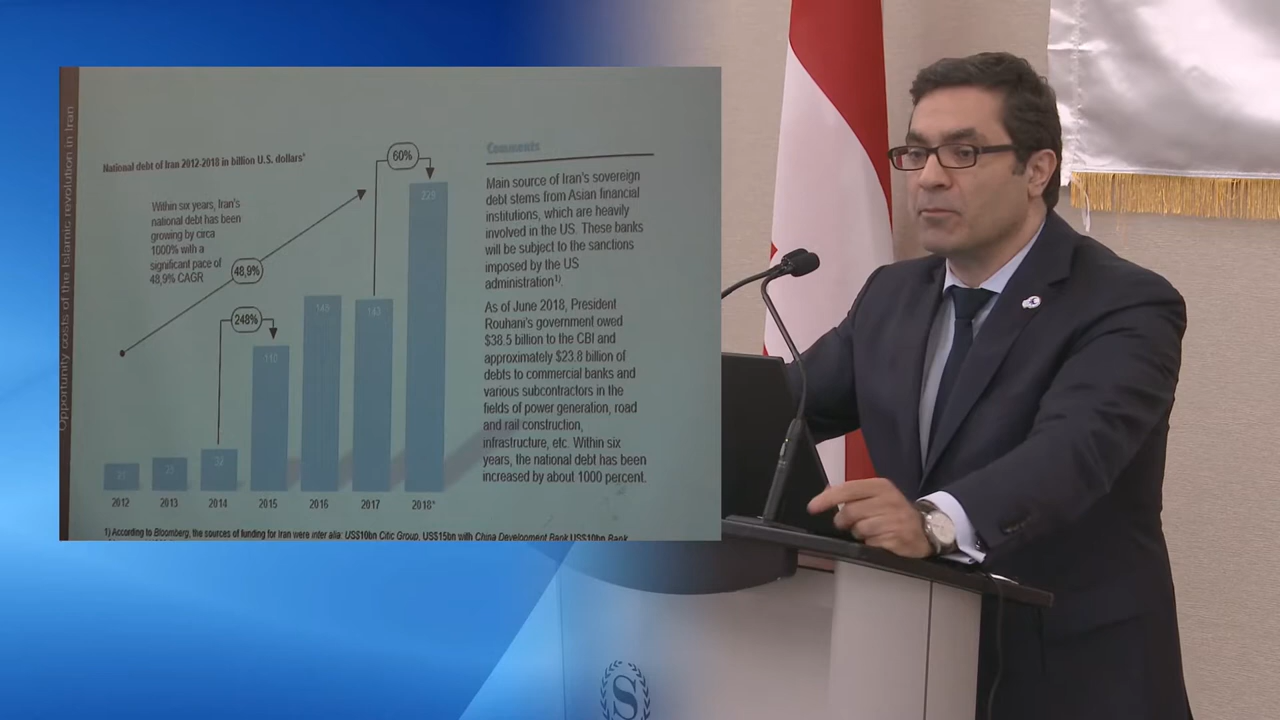 Opportunity costs of the Islamic revolution in Iran
National debt of Iran 2012-2018 in billion U.S. dollars*
Within six years, Iran's
national debt has been
growing by circa
1000% with a
significant pace of
48,9% CAGR
48,9%
248%
60%
21
110
143
229
2012
2013
2014
2015
2016
2017
2018*
Comments
Main source of Iran's sovereign
debt stems from Asian financial
institutions, which are heavily
involved in the US. These banks
will be subject to the sanctions
imposed by the US
administration1).
As of June 2018, President
Rouhani's government owed
$38.5 billion to the CBI and
approximately $23.8 billion of
debts to commercial banks and
various subcontractors in the
fields of power generation, road
and rail construction,
infrastructure, etc. Within six
years, the national debt has been
increased by about 1000 percent.
1) According to Bloomberg, the sources of funding for Iran were inter alia: US$10bn Citic Group, US$15bn with China Development Bank US$10bn Bank
S